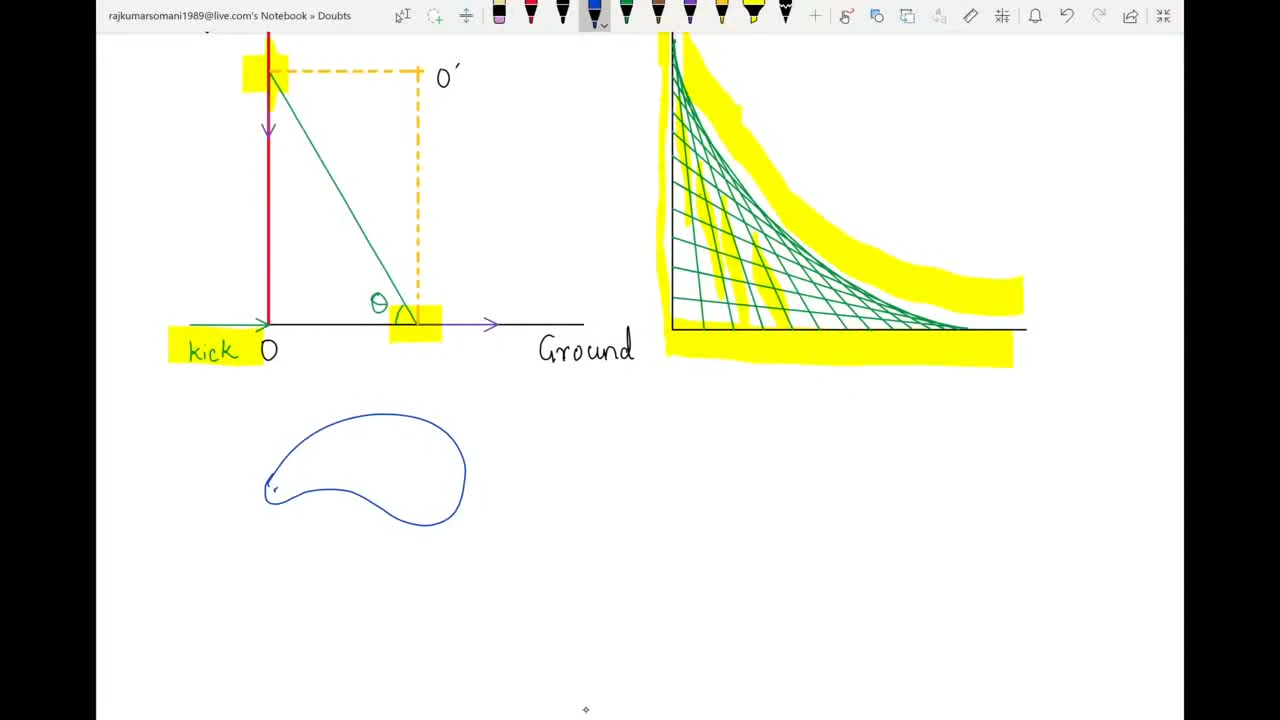 rajkumarsomani1989@live.com's Notebook » Doubts
O′
θ
kick O
Ground